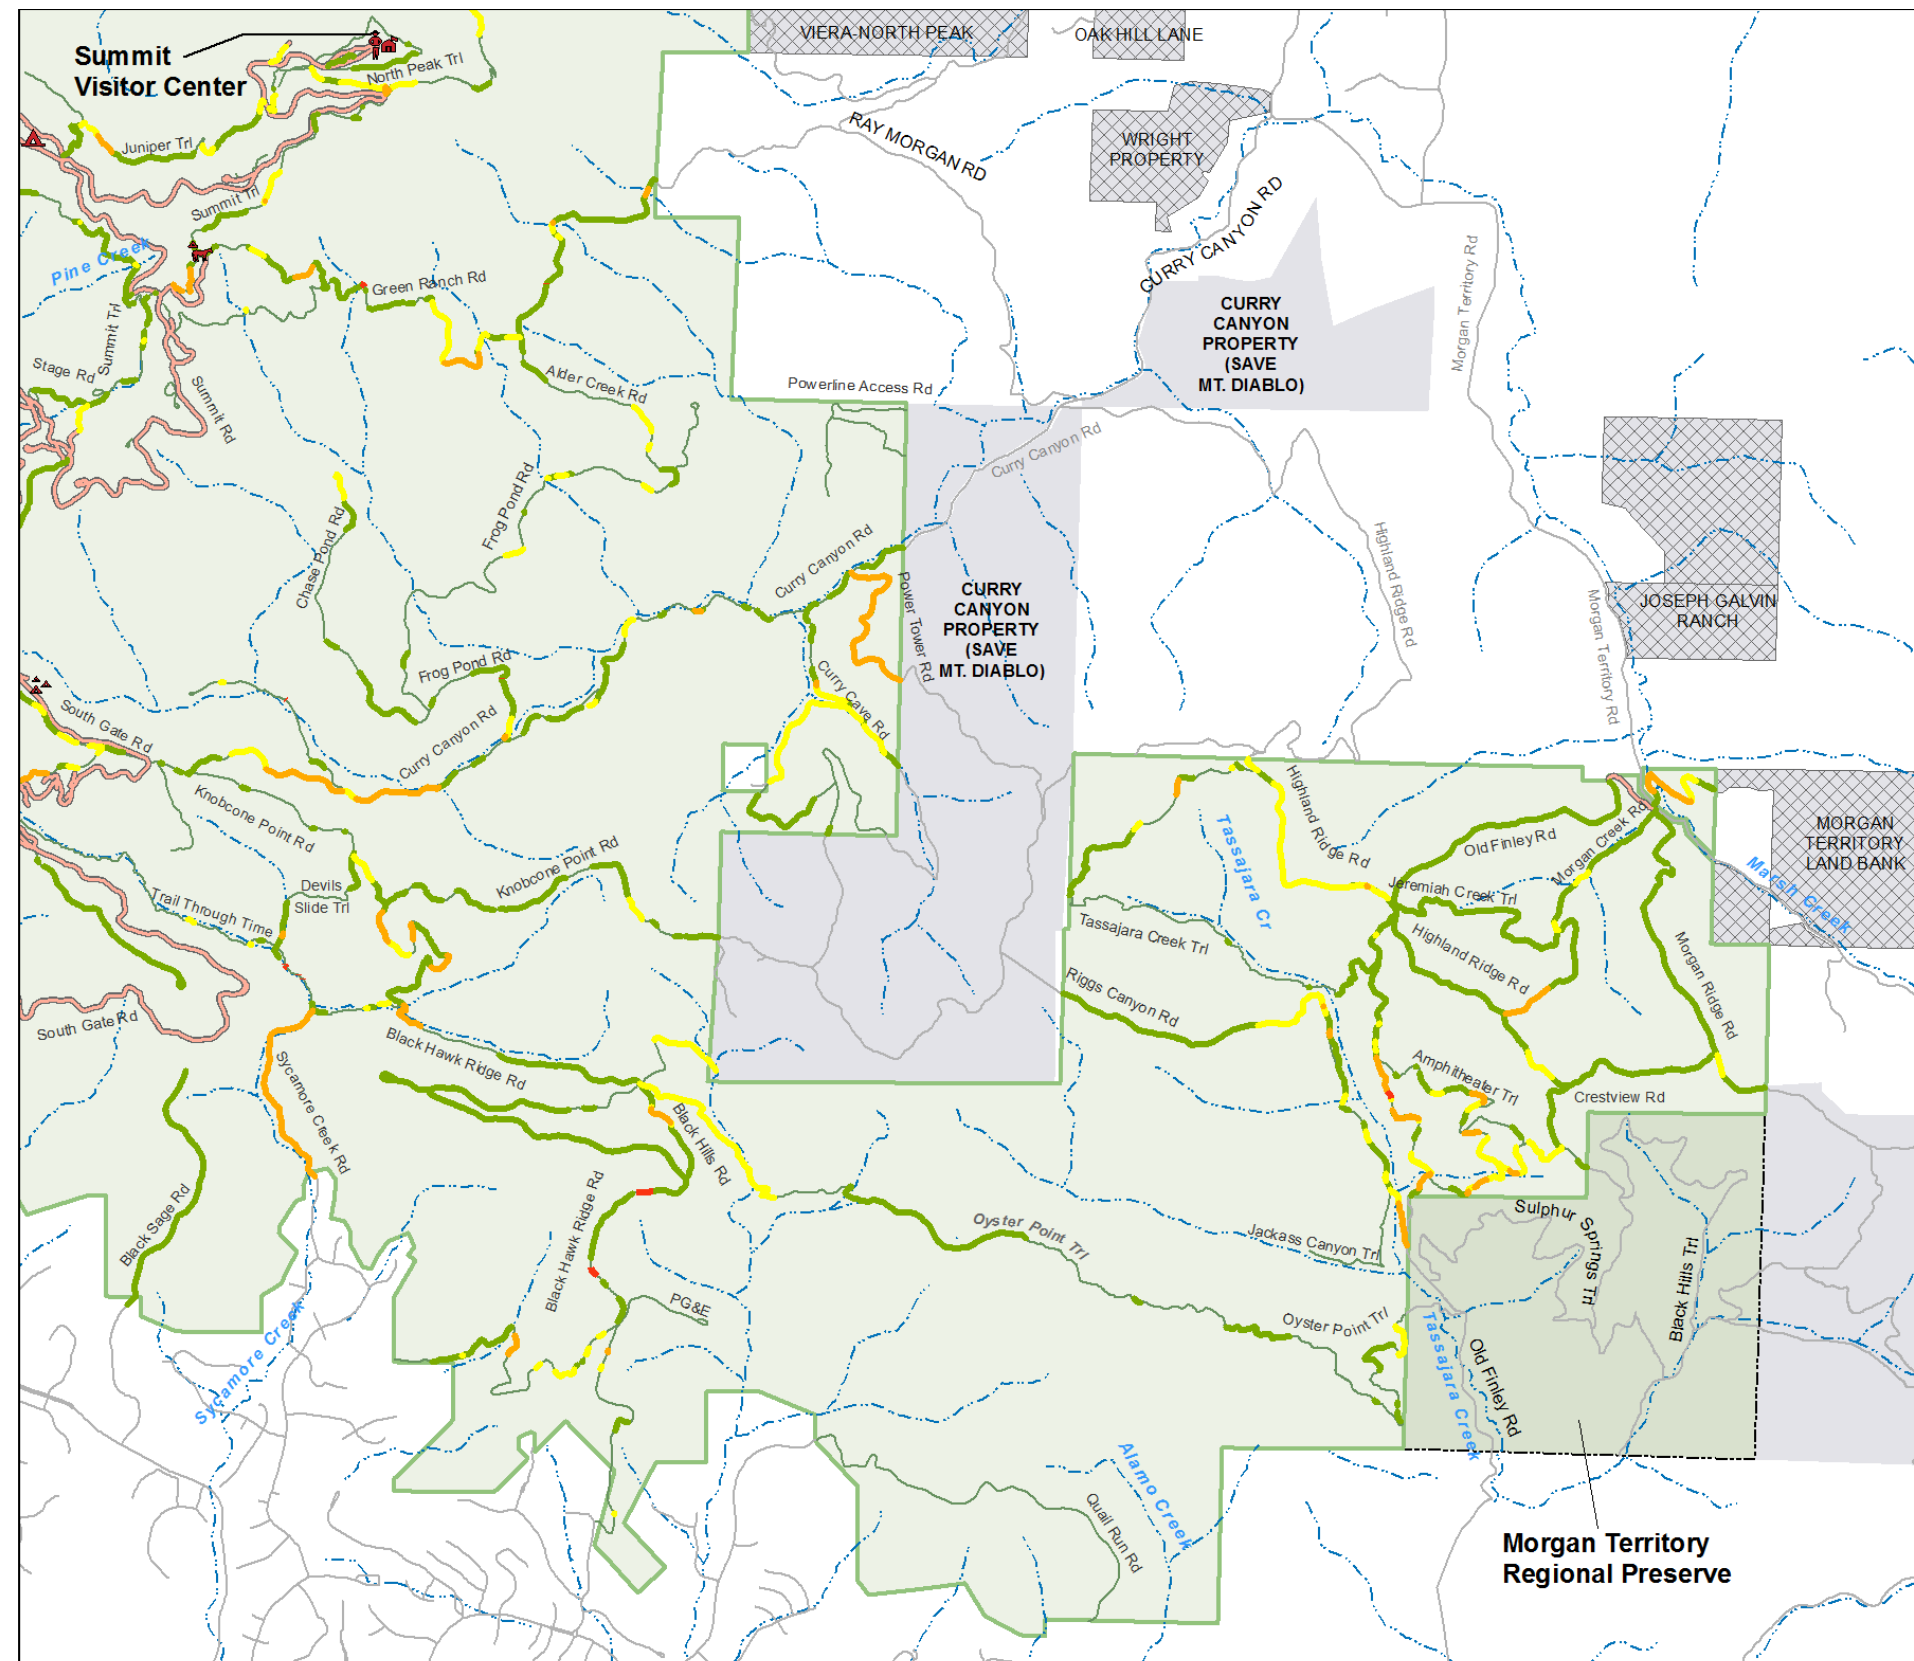 Summit
Visitor Center
North Peak Trl
VIERA-NORTH PEAK
OAK HILL LANE
Juniper Trl
RAY MORGAN RD
WRIGHT
PROPERTY
Summit Trl
Pine Creek
CURRY CANYON RD
Green Ranch Rd
Summit Trl
Morgan Territory Rd
CURRY
CANYON
PROPERTY
(SAVE
MT. DIABLO)
Stage Rd
Summit Rd
Alder Creek Rd
Powerline Access Rd
Curry Canyon Rd
Frog Pond Rd
Chase Pond Rd
Highland Ridge Rd
Curry Canyon Rd
Power Tower Rd
CURRY
CANYON
PROPERTY
(SAVE
MT. DIABLO)
Morgan Territory Rd
JOSEPH GALVIN
RANCH
Frog Pond Rd
Curry Cave Rd
South Gate Rd
Curry Canyon Rd
Knobcone Point Rd
Highland Ridge Rd
Tassajara Cr
Old Finley Rd
Morgan Creek Rd
MORGAN
TERRITORY
LAND BANK
Marsh Creek
Knobcone Point Rd
Devils
Slide Trl
Trail Through Time
Jeremiah Creek Trl
Tassajara Creek Trl
Highland Ridge Rd
Morgan Ridge Rd
Riggs Canyon Rd
South Gate Rd
Black Hawk Ridge Rd
Sycamore Creek Rd
Amphitheater Trl
Crestview Rd
Black Hills Rd
Black Sage Rd
Black Hawk Ridge Rd
Oyster Point Trl
Jackass Canyon Trl
Sulphur Springs Trl
Black Hills Trl
PG&E
Oyster Point Trl
Sycamore Creek
Tassajara Creek
Old Finley Rd
Alamo Creek
Quail Run Rd
Morgan Territory
Regional Preserve